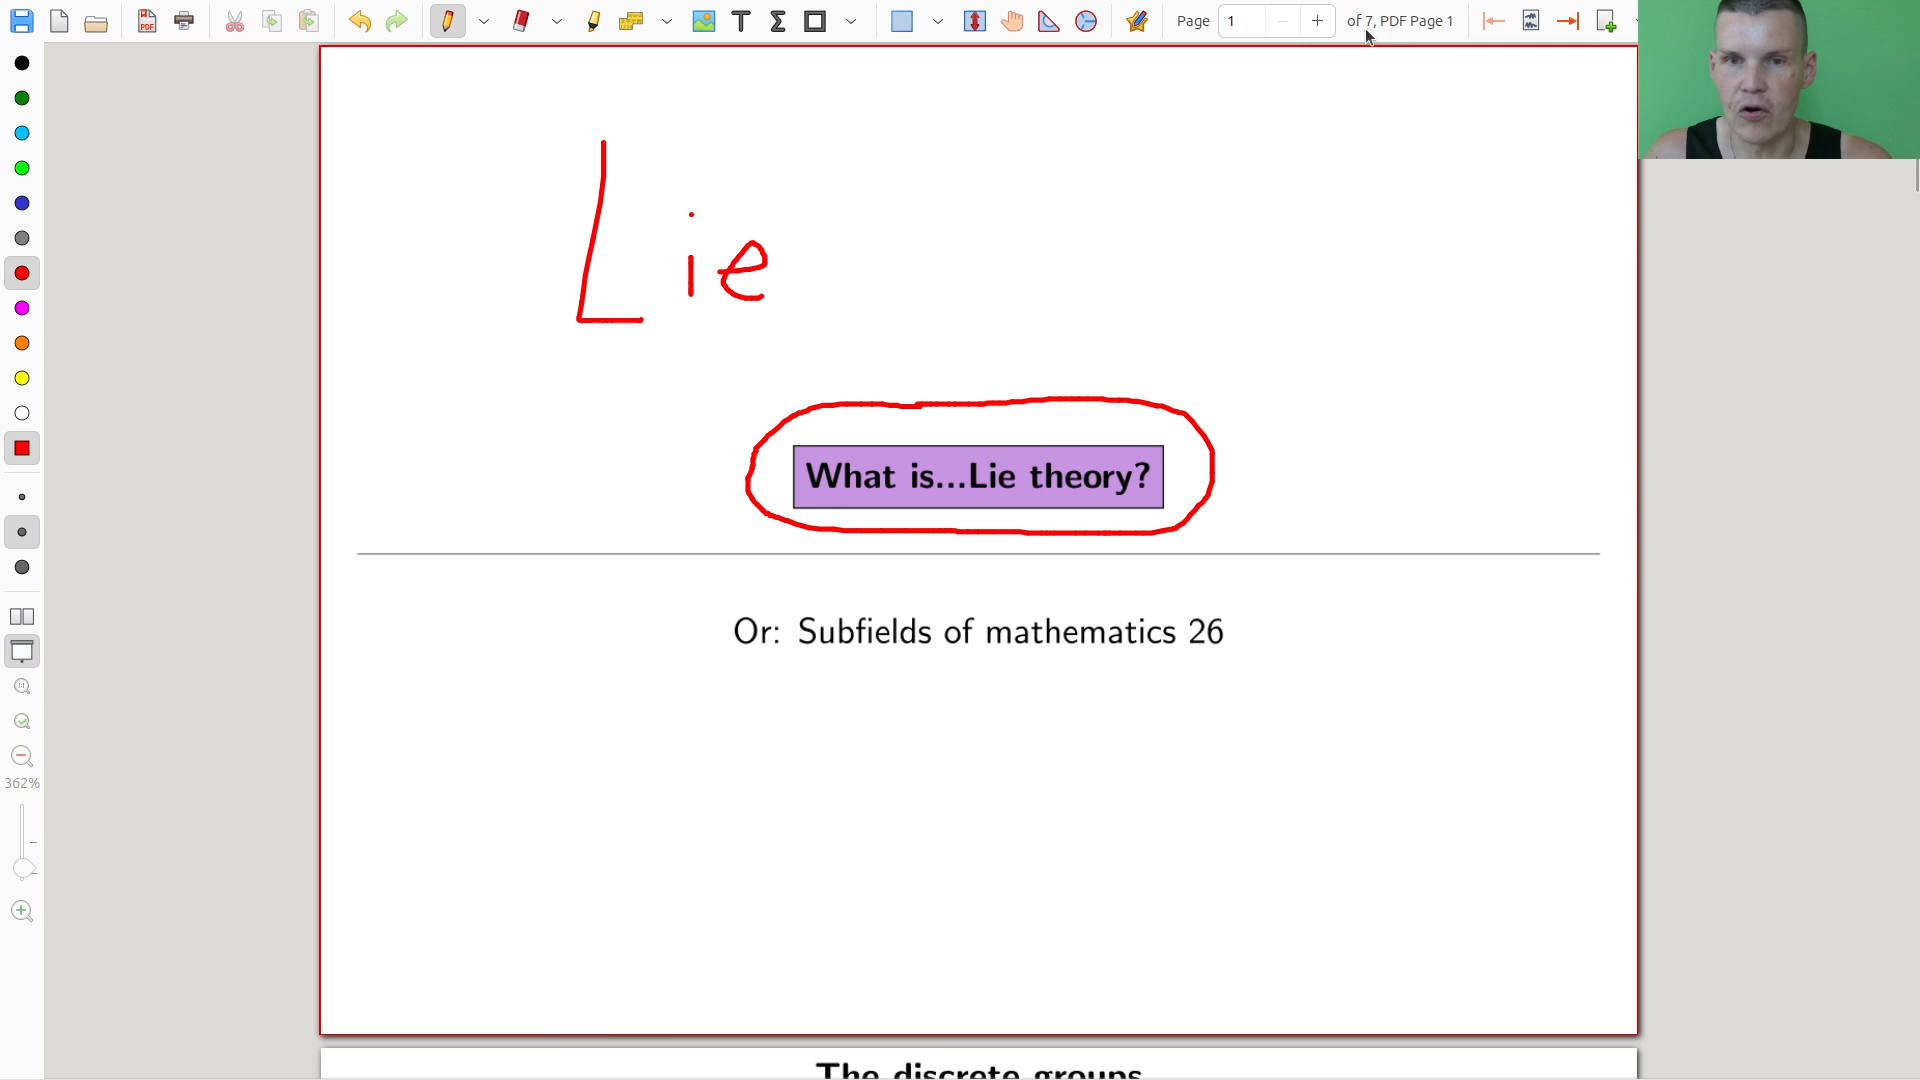 Page 1 of 7, PDF Page 1
Lie
What is...Lie theory?
Or: Subfields of mathematics 26
362%
The discrete groups